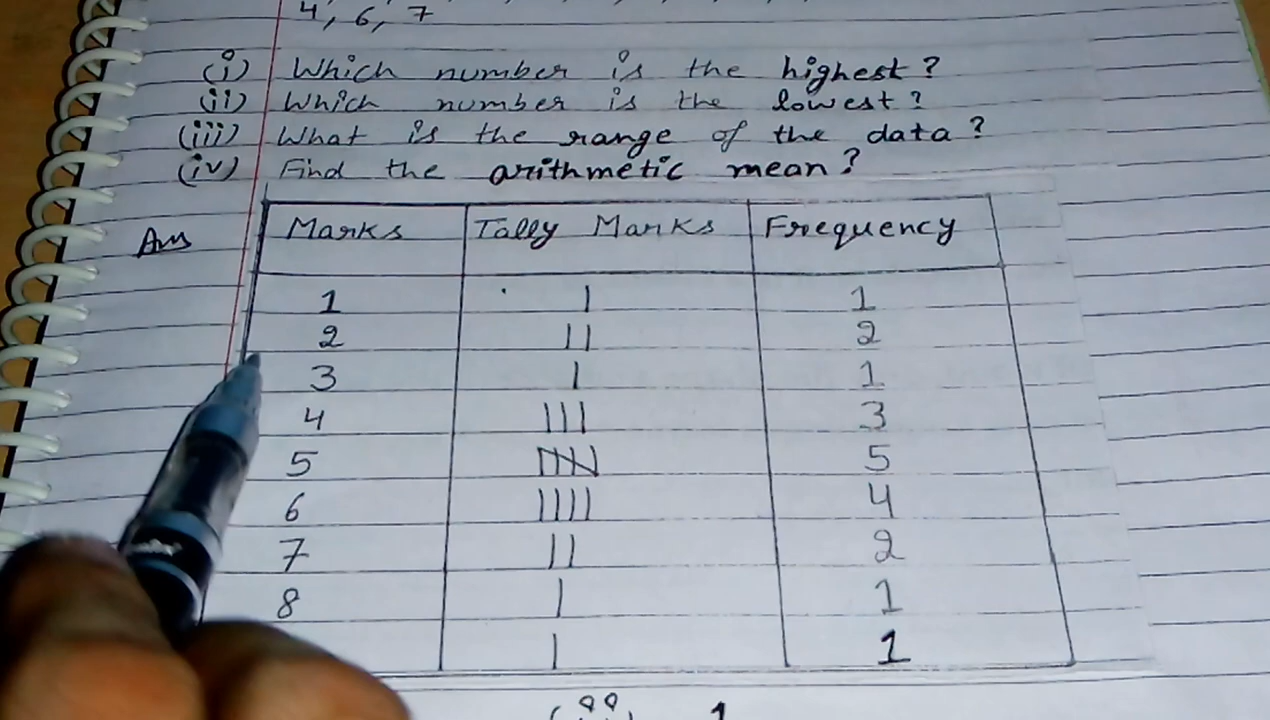 4, 6, 7
(i) Which number is the highest?
(ii) Which number is the lowest?
(iii) What is the range of the data?
(iv) Find the arithmetic mean?
Ans
Marks Tally Marks Frequency
1 | 1
2 || 2
3 | 1
4 ||| 3
5 𝍸 5
6 |||| 4
7 || 2
8 | 1
| 1
(ii) 1